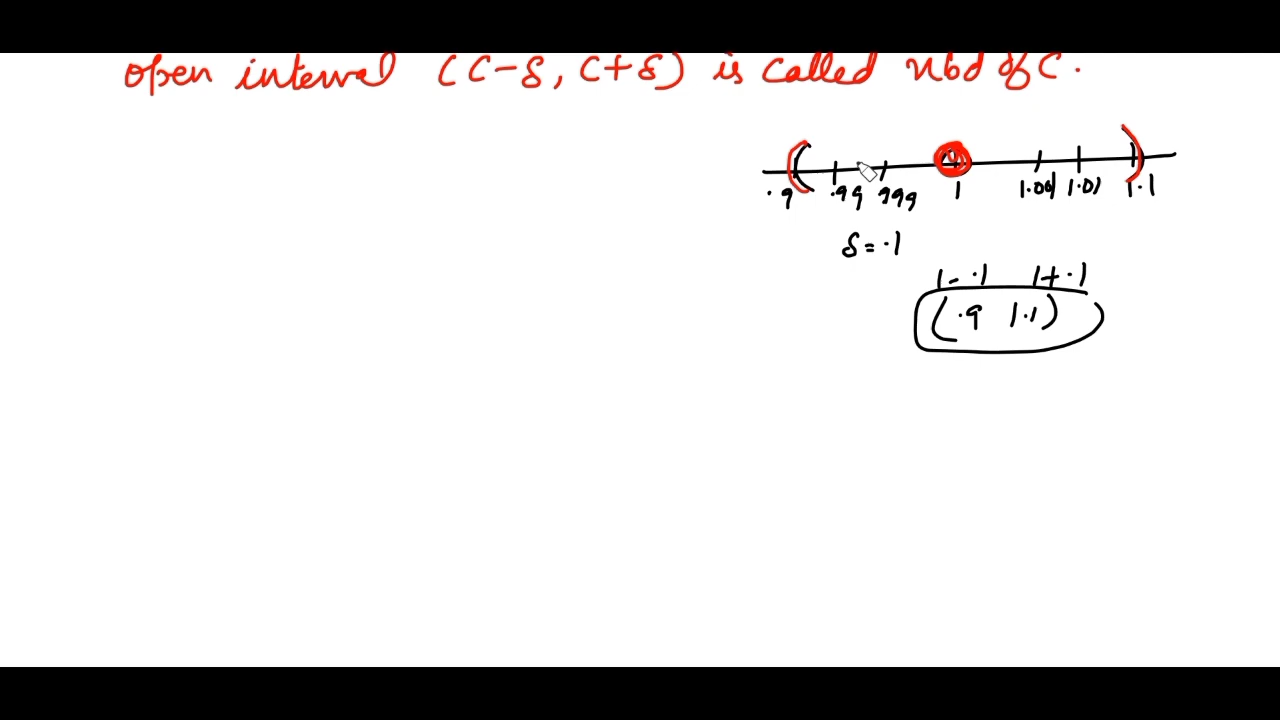 open interval (C-δ, C+δ) is called nbd of C.
.9 .99 .999 1 1.001 1.01 1.1
δ = .1
1 - .1 1 + .1
(.9 1.1)